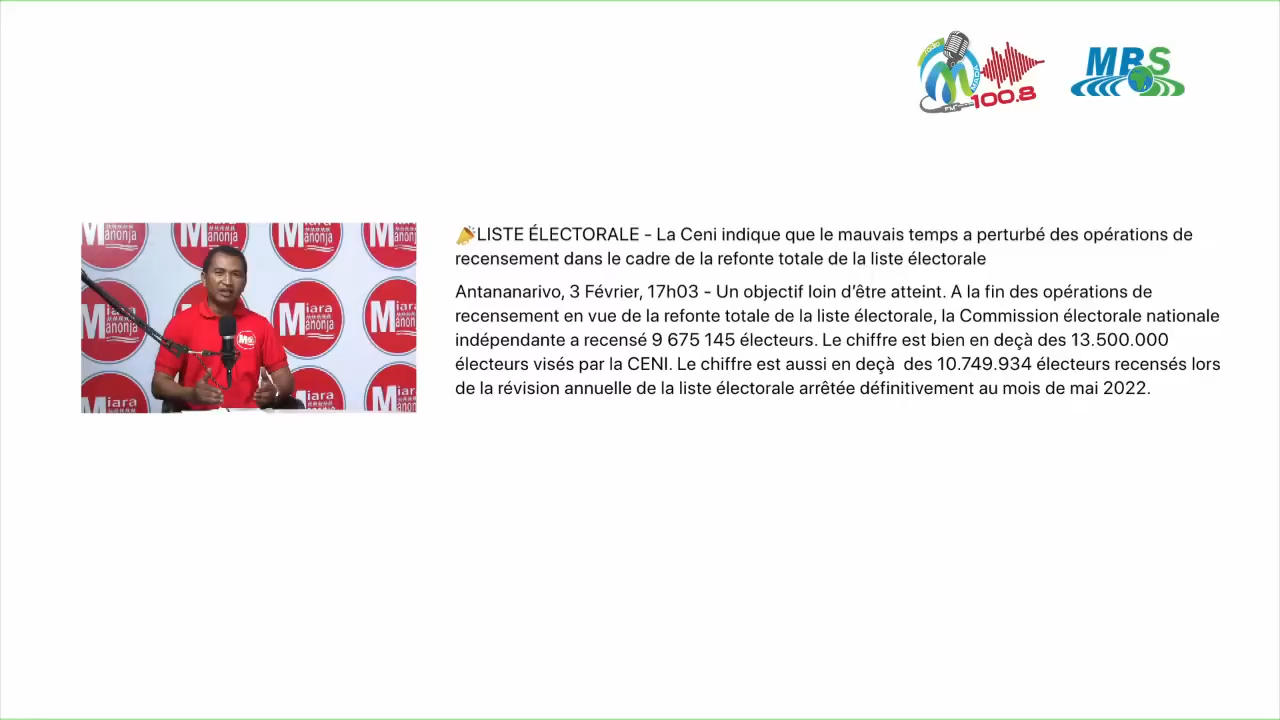 MADA
FM
100.8
MBS
📣LISTE ÉLECTORALE - La Ceni indique que le mauvais temps a perturbé des opérations de
recensement dans le cadre de la refonte totale de la liste électorale
Antananarivo, 3 Février, 17h03 - Un objectif loin d’être atteint. A la fin des opérations de
recensement en vue de la refonte totale de la liste électorale, la Commission électorale nationale
indépendante a recensé 9 675 145 électeurs. Le chiffre est bien en deçà des 13.500.000
électeurs visés par la CENI. Le chiffre est aussi en deçà  des 10.749.934 électeurs recensés lors
de la révision annuelle de la liste électorale arrêtée définitivement au mois de mai 2022.
Miara
Manonja